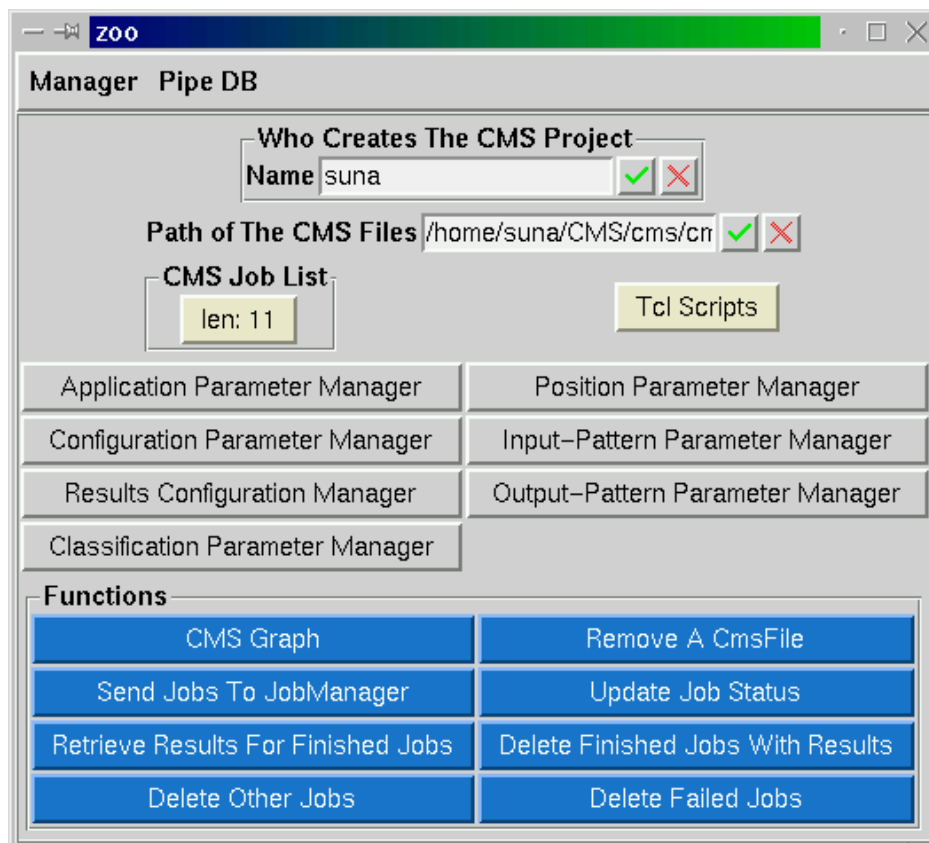 zoo
Manager Pipe DB
Who Creates The CMS Project
Name suna
Path of The CMS Files /home/suna/CMS/cms/cm
CMS Job List
len: 11
Tcl Scripts
Application Parameter Manager Position Parameter Manager
Configuration Parameter Manager Input-Pattern Parameter Manager
Results Configuration Manager Output-Pattern Parameter Manager
Classification Parameter Manager
Functions
CMS Graph Remove A CmsFile
Send Jobs To JobManager Update Job Status
Retrieve Results For Finished Jobs Delete Finished Jobs With Results
Delete Other Jobs Delete Failed Jobs